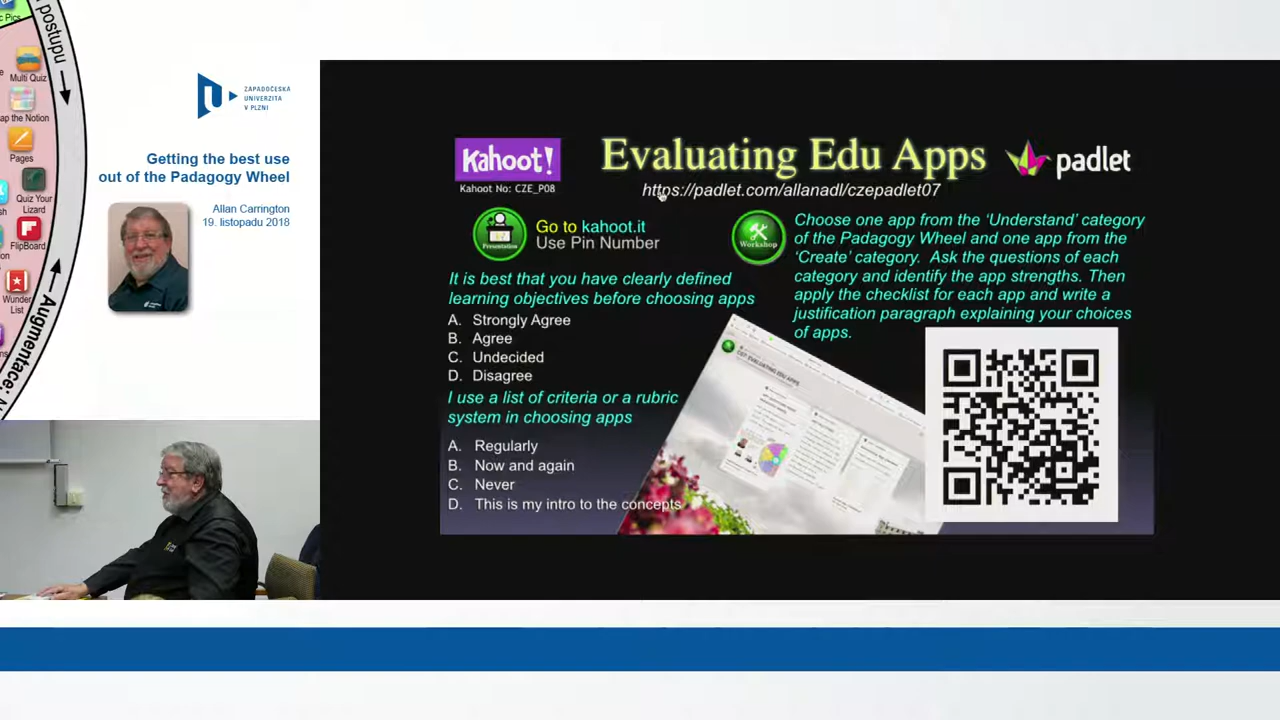 c Pics
postupu
Multi Quiz
ap the Notion
Pages
Quiz Your
Lizard
FlipBoard
Wunder
List
Augmentace:
ZÁPADOČESKÁ
UNIVERZITA
V PLZNI
Getting the best use
out of the Padagogy Wheel
Allan Carrington
19. listopadu 2018
Kahoot!
Kahoot No: CZE_P08
Evaluating Edu Apps
https://padlet.com/allanadl/czepadlet07
padlet
Presentation
Go to kahoot.it
Use Pin Number
It is best that you have clearly defined
learning objectives before choosing apps
A. Strongly Agree
B. Agree
C. Undecided
D. Disagree
I use a list of criteria or a rubric
system in choosing apps
A. Regularly
B. Now and again
C. Never
D. This is my intro to the concepts
Workshop
Choose one app from the ‘Understand’ category
of the Padagogy Wheel and one app from the
‘Create’ category. Ask the questions of each
category and identify the app strengths. Then
apply the checklist for each app and write a
justification paragraph explaining your choices
of apps.
EVALUATING EDU APPS